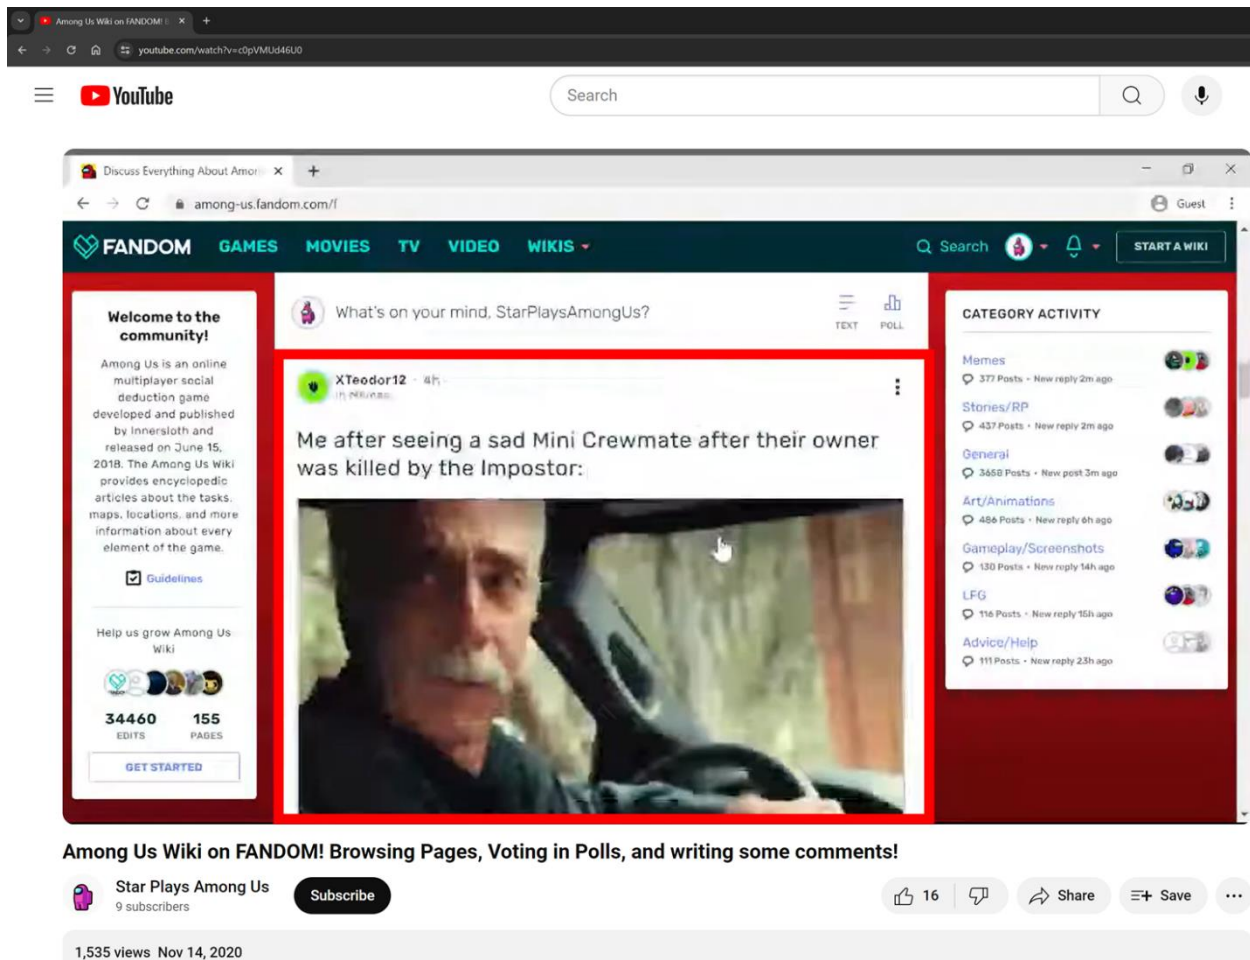 Among Us Wiki on FANDOM!
youtube.com/watch?v=c0pVMUd46U0
YouTube
Search
Discuss Everything About Amor
among-us.fandom.com/f
Guest
FANDOM GAMES MOVIES TV VIDEO WIKIS
Search
START A WIKI
Welcome to the
community!
Among Us is an online
multiplayer social
deduction game
developed and published
by Innersloth and
released on June 15,
2018. The Among Us Wiki
provides encyclopedic
articles about the tasks,
maps, locations, and more
information about every
element of the game.
Guidelines
Help us grow Among Us
Wiki
34460 155
EDITS PAGES
GET STARTED
What's on your mind, StarPlaysAmongUs?
TEXT POLL
XTeodor12 · 4h
in Memes
Me after seeing a sad Mini Crewmate after their owner
was killed by the Impostor:
CATEGORY ACTIVITY
Memes
377 Posts • New reply 2m ago
Stories/RP
437 Posts • New reply 2m ago
General
3658 Posts • New post 3m ago
Art/Animations
486 Posts • New reply 6h ago
Gameplay/Screenshots
130 Posts • New reply 14h ago
LFG
116 Posts • New reply 15h ago
Advice/Help
111 Posts • New reply 23h ago
Among Us Wiki on FANDOM! Browsing Pages, Voting in Polls, and writing some comments!
Star Plays Among Us
9 subscribers
Subscribe
16
Share
Save
1,535 views Nov 14, 2020